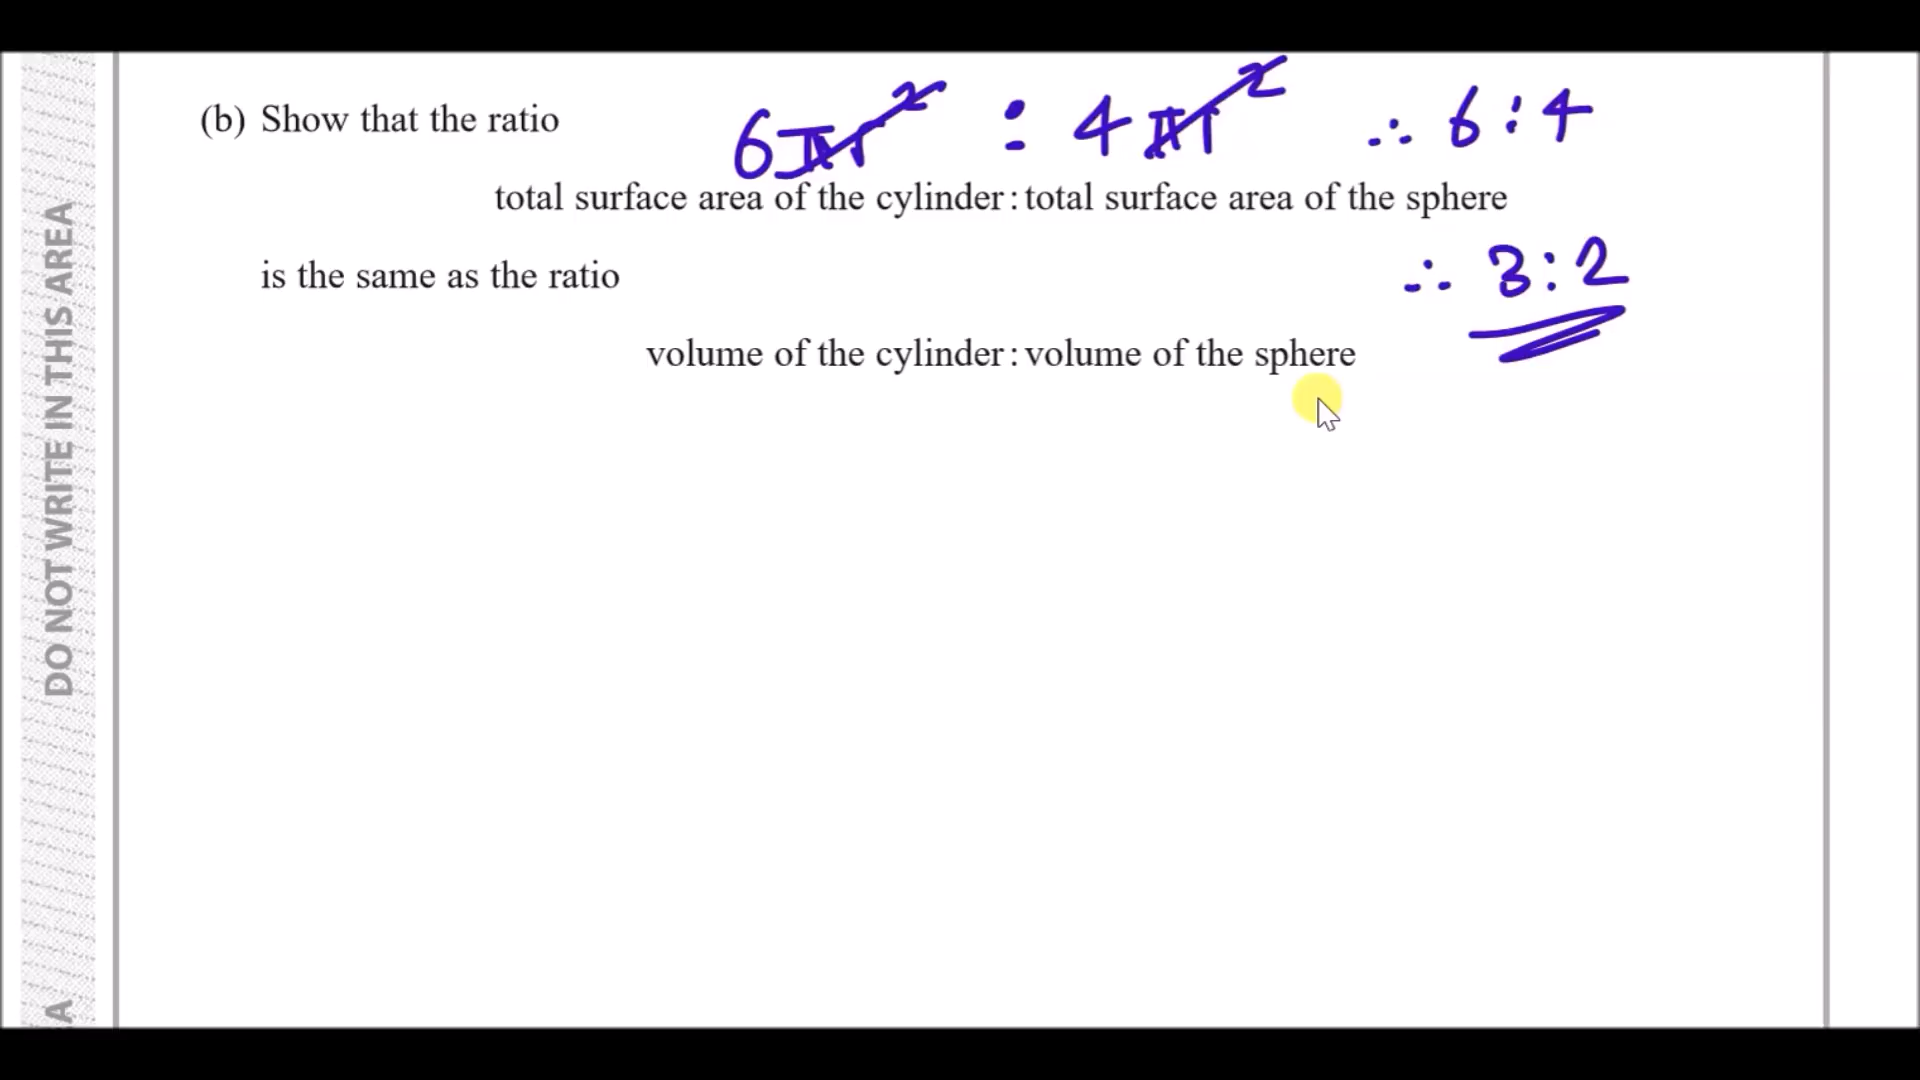 (b) Show that the ratio
6πr² : 4πr² ∴ 6:4
total surface area of the cylinder : total surface area of the sphere
is the same as the ratio
∴ 3:2
volume of the cylinder : volume of the sphere
DO NOT WRITE IN THIS AREA
A